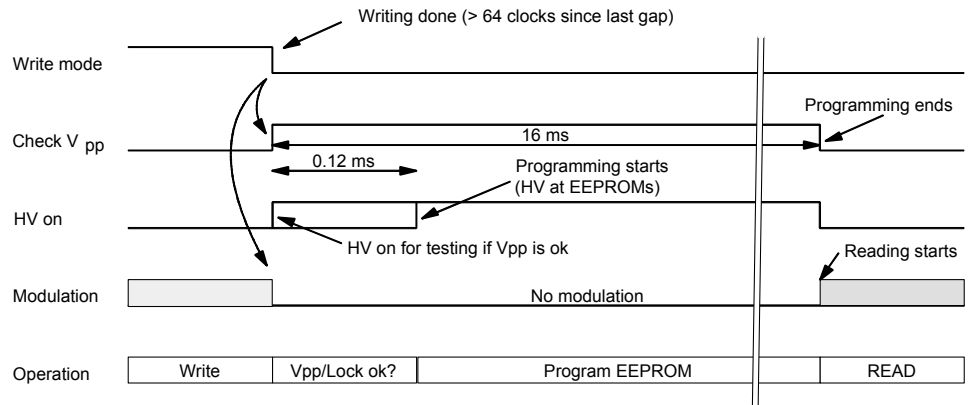 Writing done (> 64 clocks since last gap)
Write mode
Programming ends
Check V pp
16 ms
0.12 ms
Programming starts
(HV at EEPROMs)
HV on
HV on for testing if Vpp is ok
Reading starts
Modulation
No modulation
Operation
Write
Vpp/Lock ok?
Program EEPROM
READ